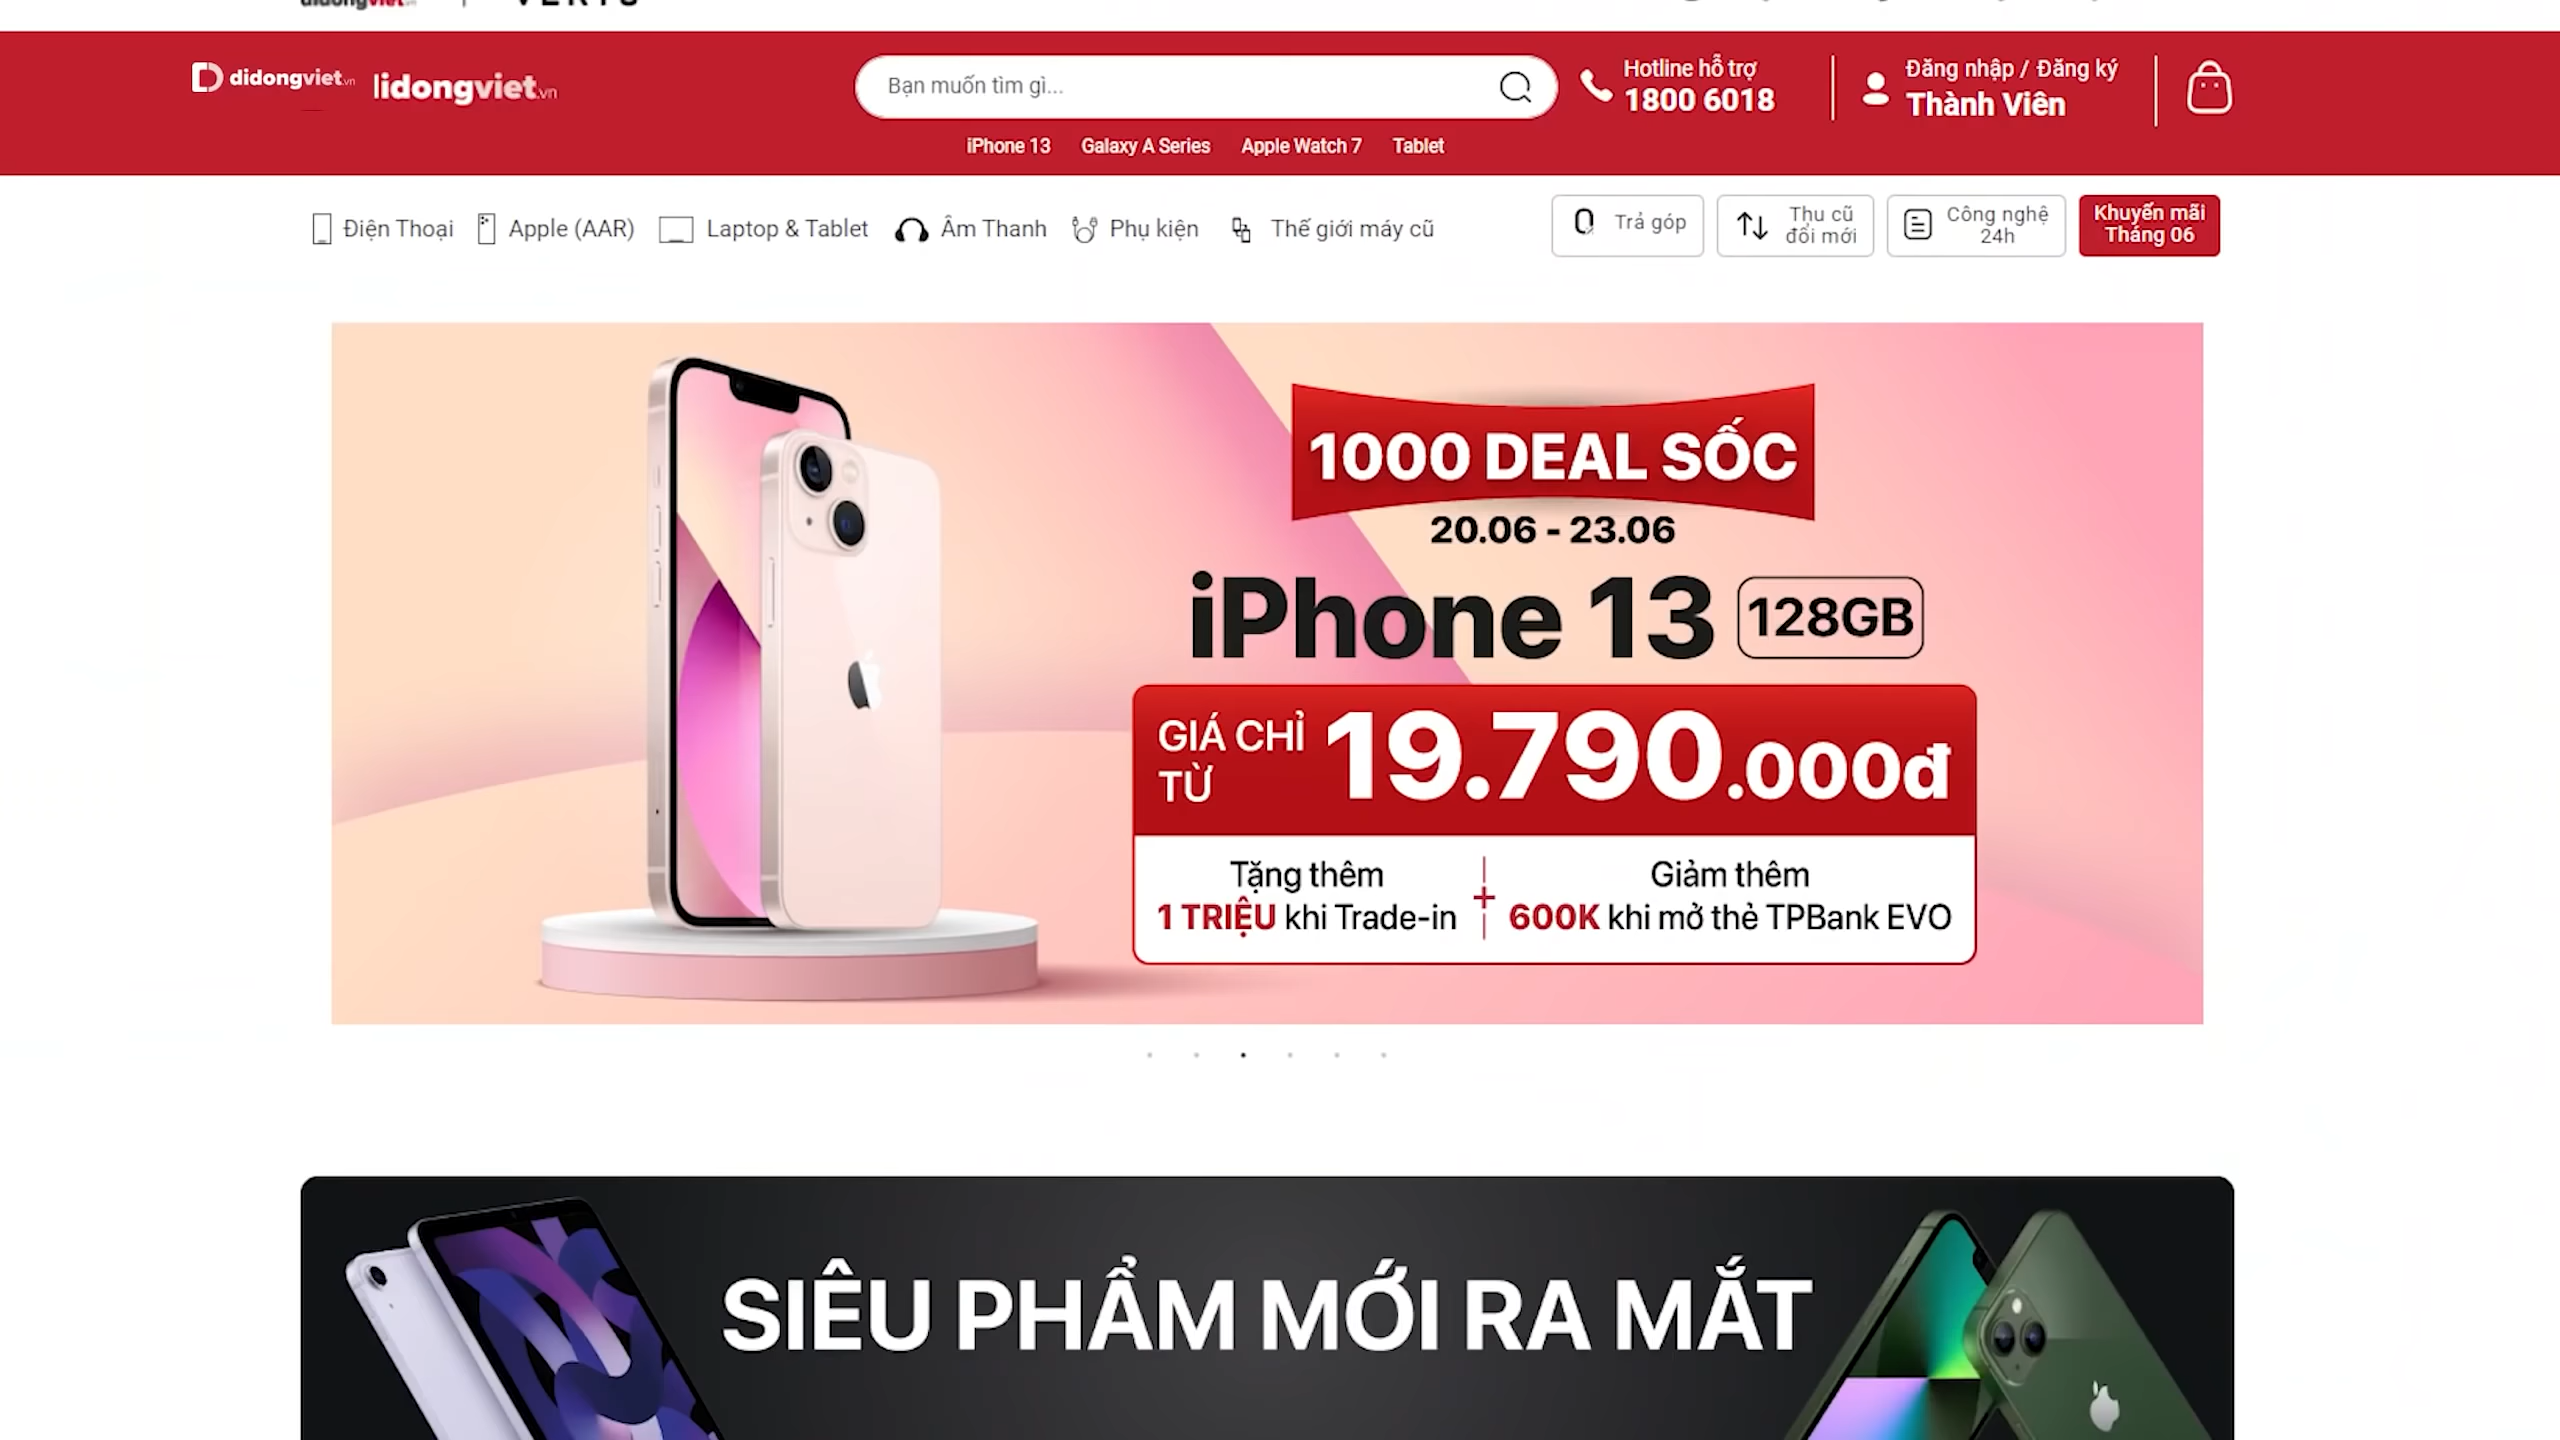 didongviet.vn
didongviet.vn lidongviet.vn
Bạn muốn tìm gì...
Hotline hỗ trợ
1800 6018
Đăng nhập / Đăng ký
Thành Viên
iPhone 13 Galaxy A Series Apple Watch 7 Tablet
Điện Thoại Apple (AAR) Laptop & Tablet Âm Thanh Phụ kiện Thế giới máy cũ
Trả góp
Thu cũ
đổi mới
Công nghệ
24h
Khuyến mãi
Tháng 06
1000 DEAL SỐC
20.06 - 23.06
iPhone 13 128GB
GIÁ CHỈ
TỪ
19.790.000đ
Tặng thêm
1 TRIỆU khi Trade-in
+
Giảm thêm
600K khi mở thẻ TPBank EVO
SIÊU PHẨM MỚI RA MẮT